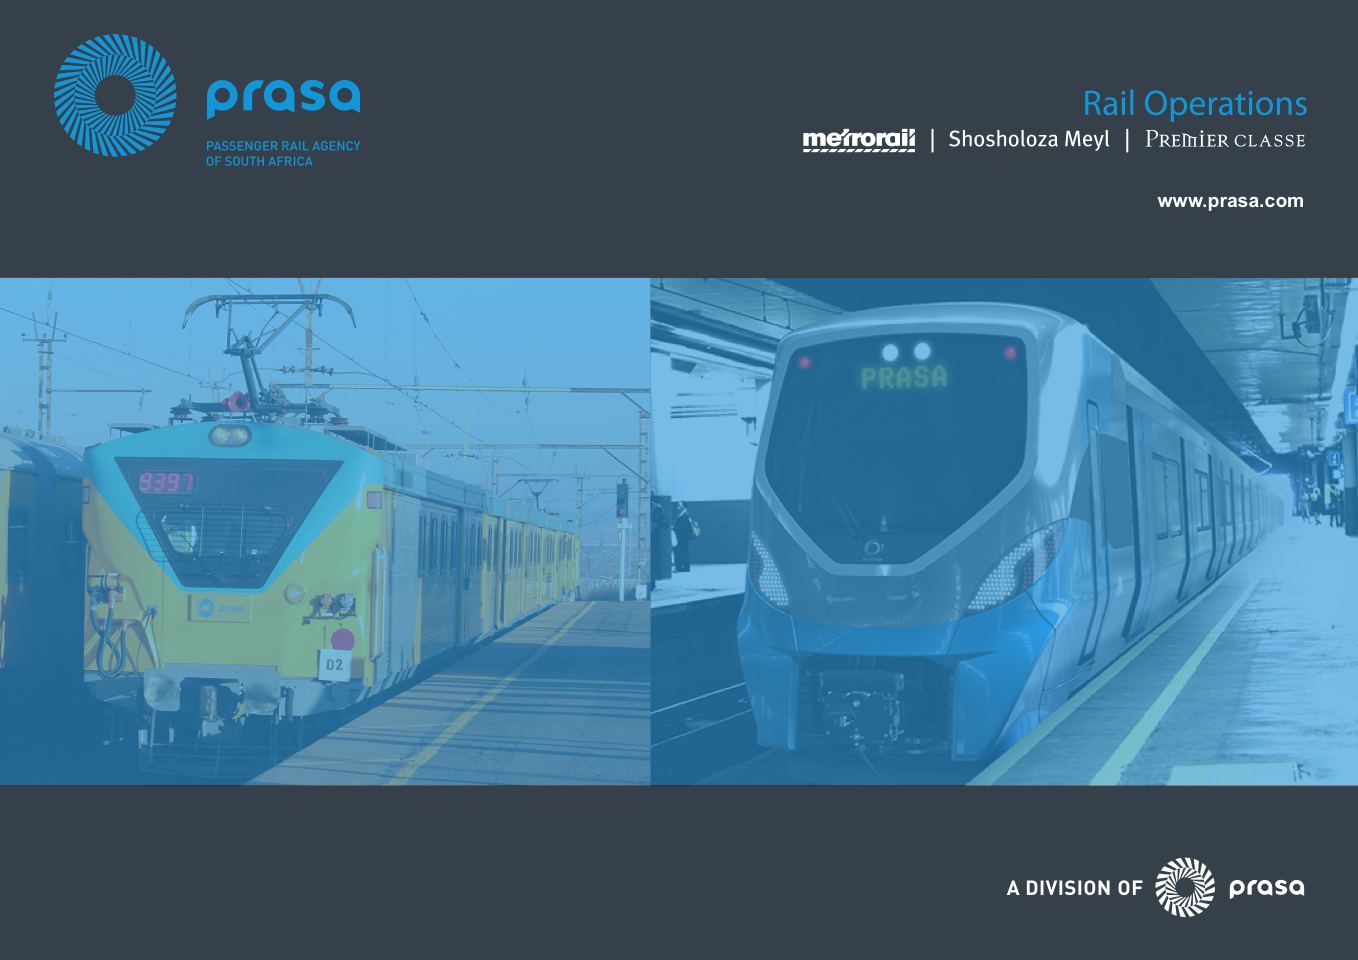 prasa
PASSENGER RAIL AGENCY
OF SOUTH AFRICA
Rail Operations
metrorail | Shosholoza Meyl | PREMIER CLASSE
www.prasa.com
9397
prasa
D2
PRASA
A DIVISION OF prasa